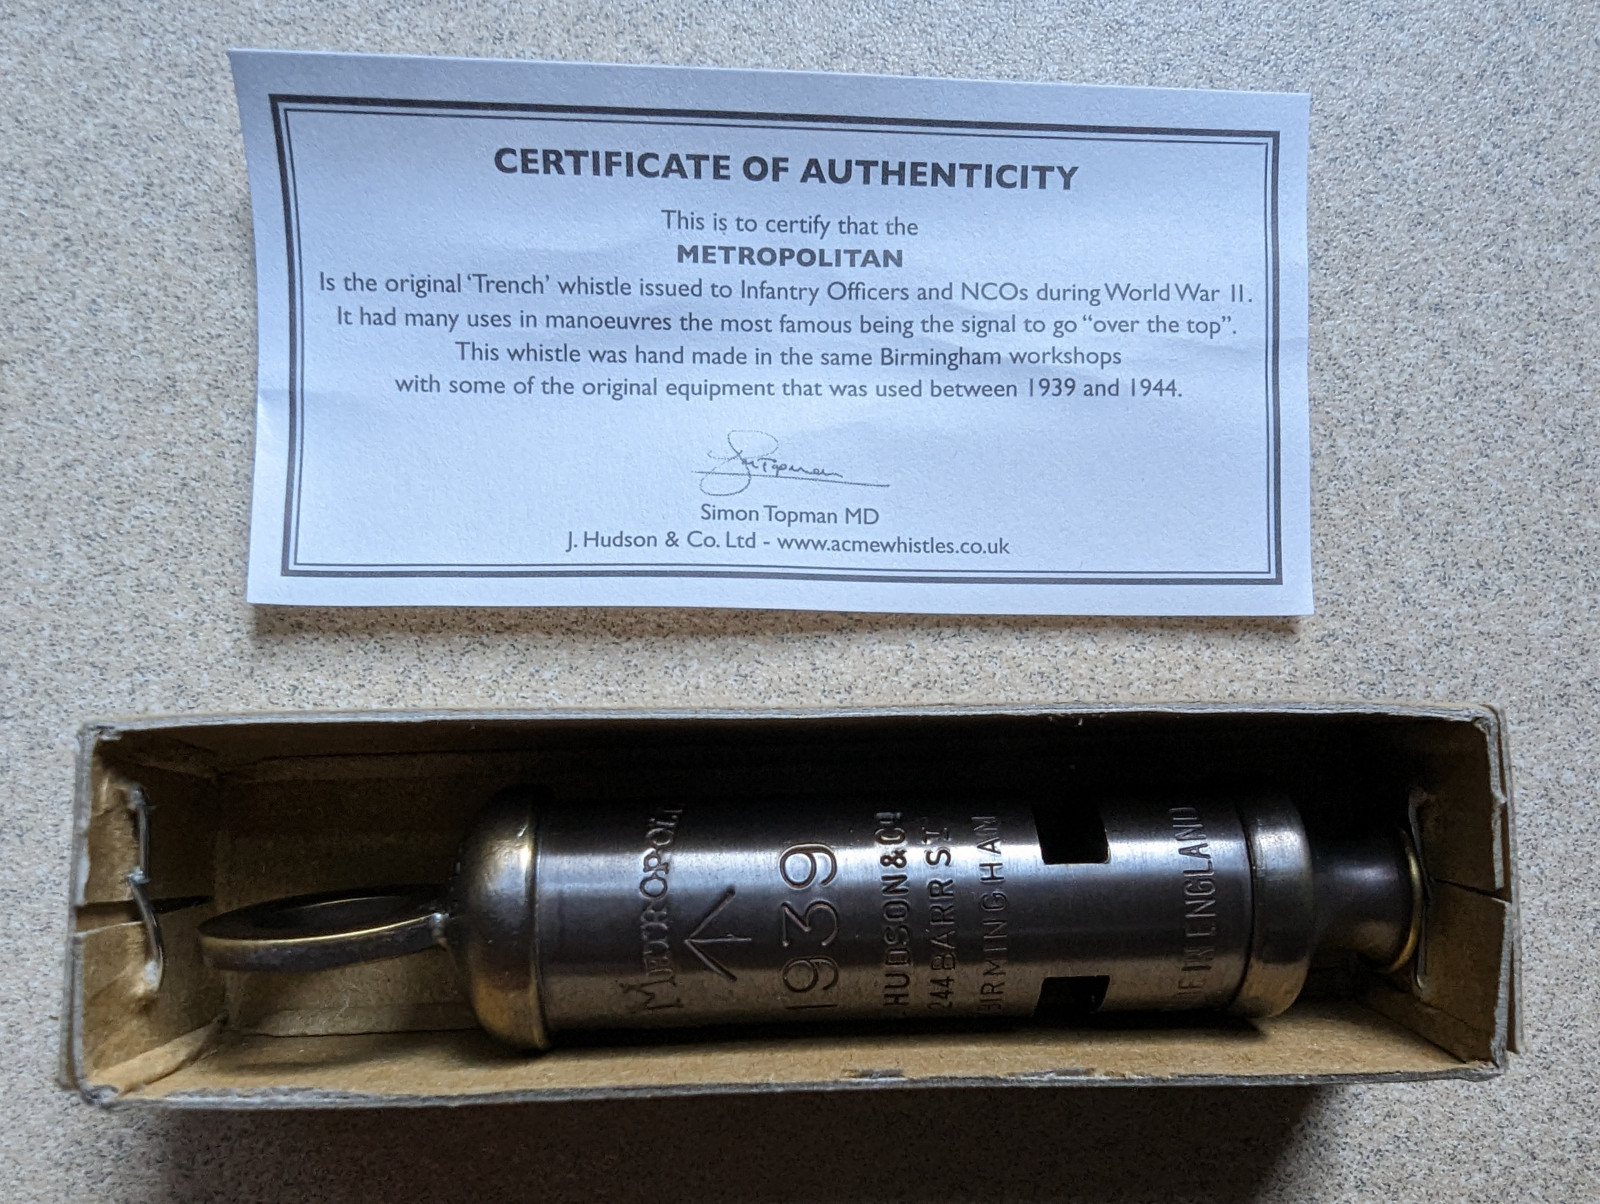 CERTIFICATE OF AUTHENTICITY
This is to certify that the
METROPOLITAN
Is the original 'Trench' whistle issued to Infantry Officers and NCOs during World War II.
It had many uses in manoeuvres the most famous being the signal to go “over the top”.
This whistle was hand made in the same Birmingham workshops
with some of the original equipment that was used between 1939 and 1944.
Simon Topman MD
J. Hudson & Co. Ltd - www.acmewhistles.co.uk
METROPOLI
1939
HUDSON & Co
244 BARR ST
BIRMINGHAM
IN ENGLAND